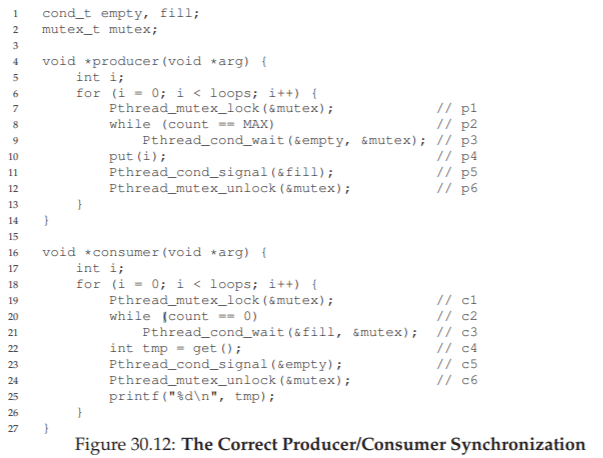 1 cond_t empty, fill;
2 mutex_t mutex;
3
4 void *producer(void *arg) {
5     int i;
6     for (i = 0; i < loops; i++) {
7         Pthread_mutex_lock(&mutex);           // p1
8         while (count == MAX)                  // p2
9             Pthread_cond_wait(&empty, &mutex); // p3
10         put(i);                               // p4
11         Pthread_cond_signal(&fill);           // p5
12         Pthread_mutex_unlock(&mutex);         // p6
13     }
14 }
15
16 void *consumer(void *arg) {
17     int i;
18     for (i = 0; i < loops; i++) {
19         Pthread_mutex_lock(&mutex);           // c1
20         while (count == 0)                    // c2
21             Pthread_cond_wait(&fill, &mutex); // c3
22         int tmp = get();                      // c4
23         Pthread_cond_signal(&empty);          // c5
24         Pthread_mutex_unlock(&mutex);         // c6
25         printf("%d\n", tmp);
26     }
27 }
Figure 30.12: The Correct Producer/Consumer Synchronization